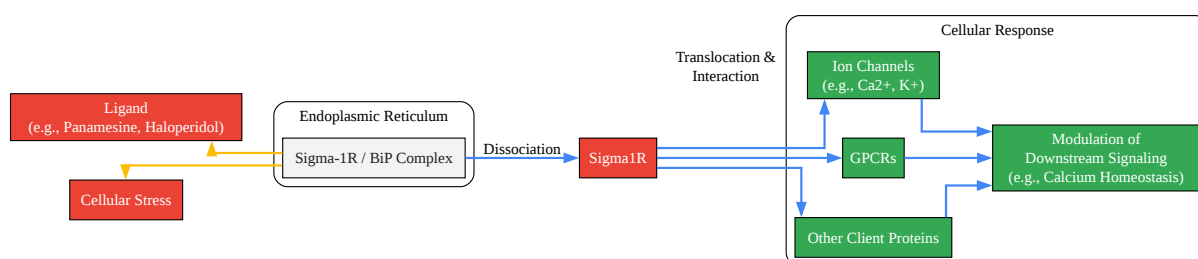 Ligand
(e.g., Panamesine, Haloperidol)
Cellular Stress
Endoplasmic Reticulum
Sigma-1R / BiP Complex
Dissociation
Sigma1R
Translocation &
Interaction
Cellular Response
Ion Channels
(e.g., Ca2+, K+)
GPCRs
Other Client Proteins
Modulation of
Downstream Signaling
(e.g., Calcium Homeostasis)